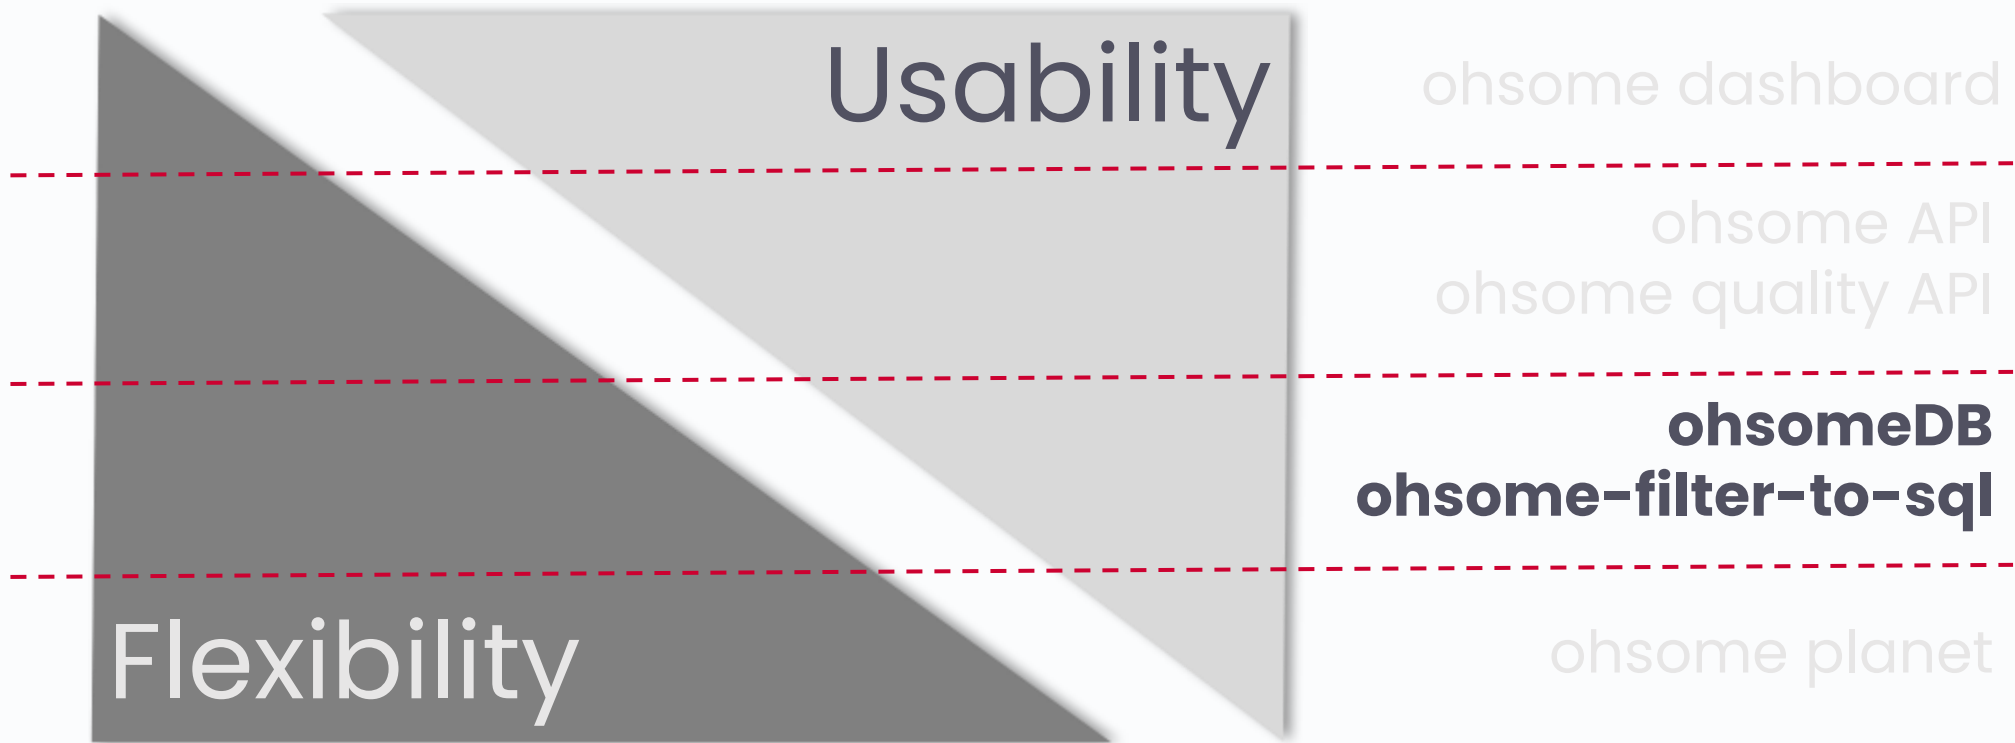 Usability
ohsome dashboard
ohsome API
ohsome quality API
ohsomeDB
ohsome-filter-to-sql
Flexibility
ohsome planet